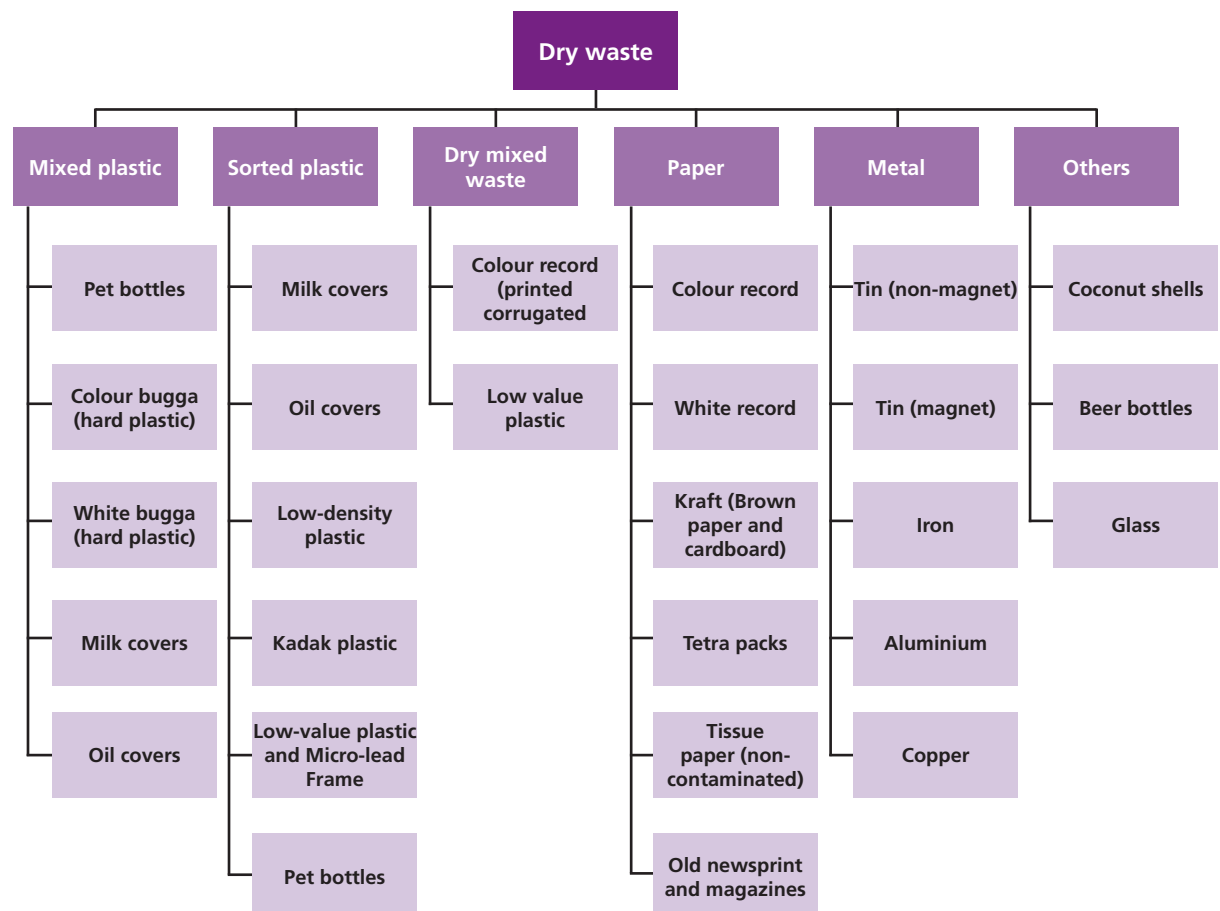 Dry waste
Mixed plastic
Sorted plastic
Dry mixed
waste
Paper
Metal
Others
Pet bottles
Colour bugga
(hard plastic)
White bugga
(hard plastic)
Milk covers
Oil covers
Milk covers
Oil covers
Low-density
plastic
Kadak plastic
Low-value plastic
and Micro-lead
Frame
Pet bottles
Colour record
(printed
corrugated
Low value
plastic
Colour record
White record
Kraft (Brown
paper and
cardboard)
Tetra packs
Tissue
paper (non-
contaminated)
Old newsprint
and magazines
Tin (non-magnet)
Tin (magnet)
Iron
Aluminium
Copper
Coconut shells
Beer bottles
Glass